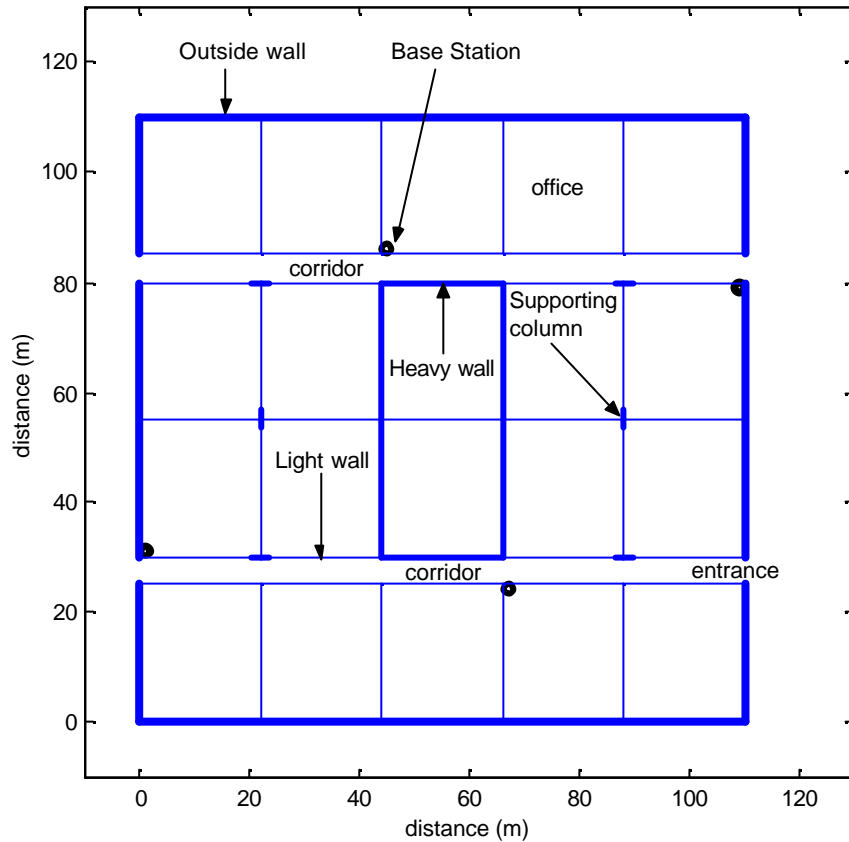 Outside wall
Base Station
office
corridor
Supporting
column
Heavy wall
Light wall
corridor
entrance
120
100
80
60
40
20
0
distance (m)
0
20
40
60
80
100
120
distance (m)